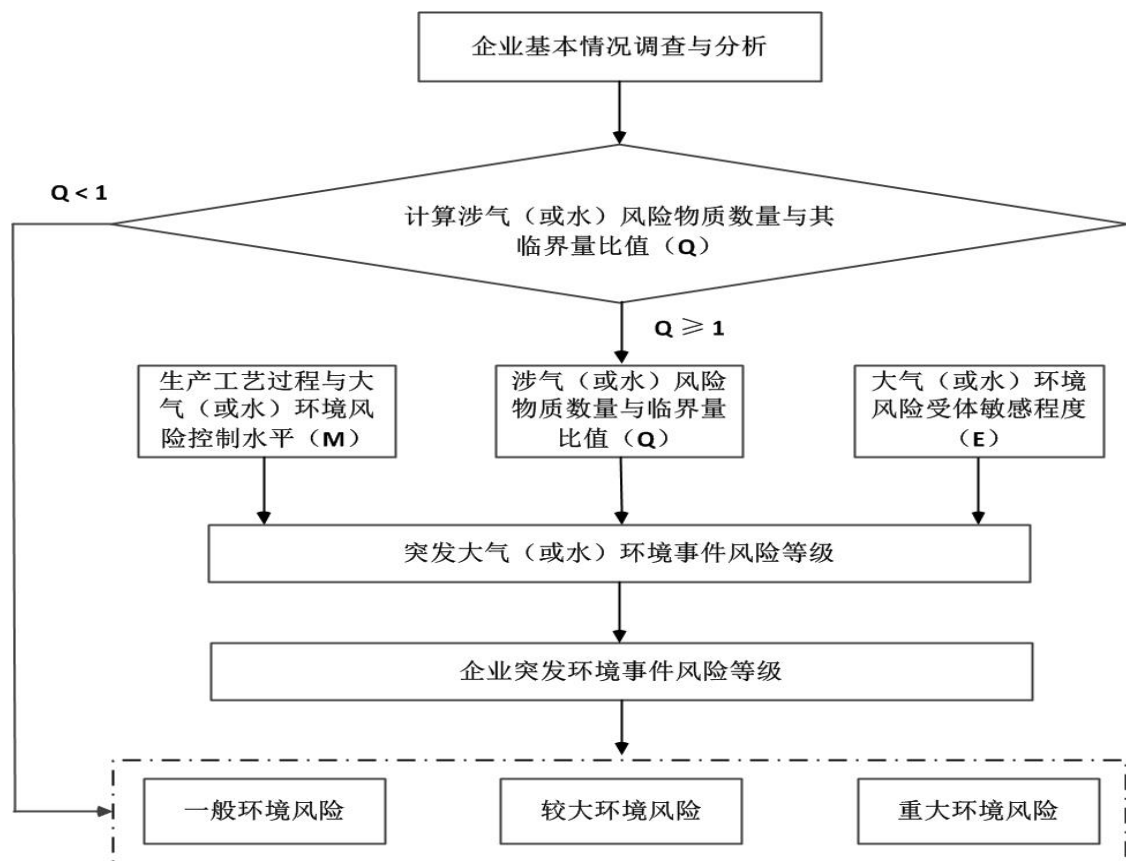 企业基本情况调查与分析
Q < 1
计算涉气（或水）风险物质数量与其
临界量比值（Q）
Q ≥ 1
生产工艺过程与大
气（或水）环境风
险控制水平（M）
涉气（或水）风险
物质数量与临界量
比值（Q）
大气（或水）环境
风险受体敏感程度
（E）
突发大气（或水）环境事件风险等级
企业突发环境事件风险等级
一般环境风险
较大环境风险
重大环境风险